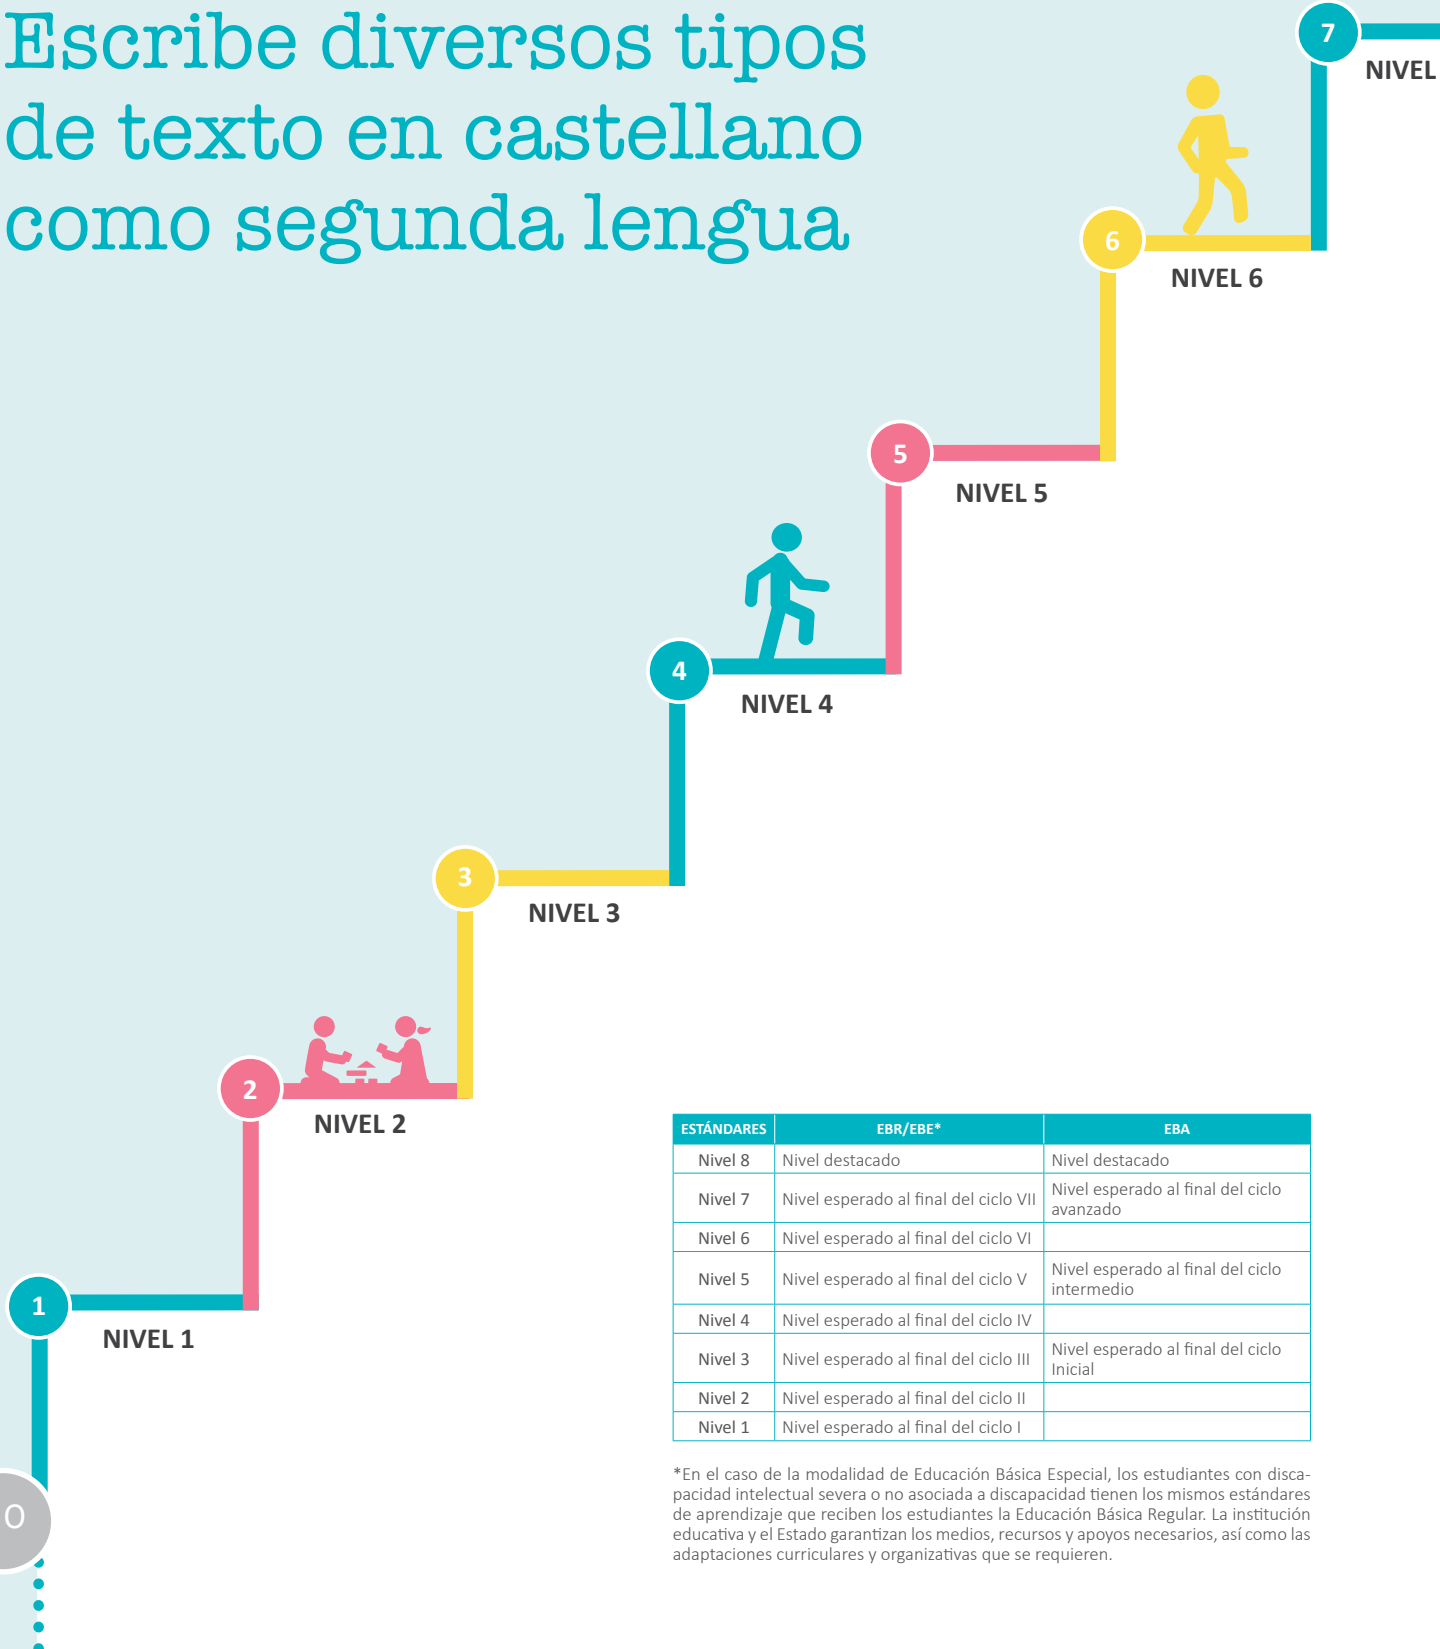 Escribe diversos tipos
de texto en castellano
como segunda lengua
7
NIVEL
6
NIVEL 6
5
NIVEL 5
4
NIVEL 4
3
NIVEL 3
2
NIVEL 2
1
NIVEL 1
ESTÁNDARES EBR/EBE* EBA
Nivel 8 Nivel destacado Nivel destacado
Nivel 7 Nivel esperado al final del ciclo VII Nivel esperado al final del ciclo
avanzado
Nivel 6 Nivel esperado al final del ciclo VI
Nivel 5 Nivel esperado al final del ciclo V Nivel esperado al final del ciclo
intermedio
Nivel 4 Nivel esperado al final del ciclo IV
Nivel 3 Nivel esperado al final del ciclo III Nivel esperado al final del ciclo
Inicial
Nivel 2 Nivel esperado al final del ciclo II
Nivel 1 Nivel esperado al final del ciclo I
*En el caso de la modalidad de Educación Básica Especial, los estudiantes con disca-
pacidad intelectual severa o no asociada a discapacidad tienen los mismos estándares
de aprendizaje que reciben los estudiantes la Educación Básica Regular. La institución
educativa y el Estado garantizan los medios, recursos y apoyos necesarios, así como las
adaptaciones curriculares y organizativas que se requieren.